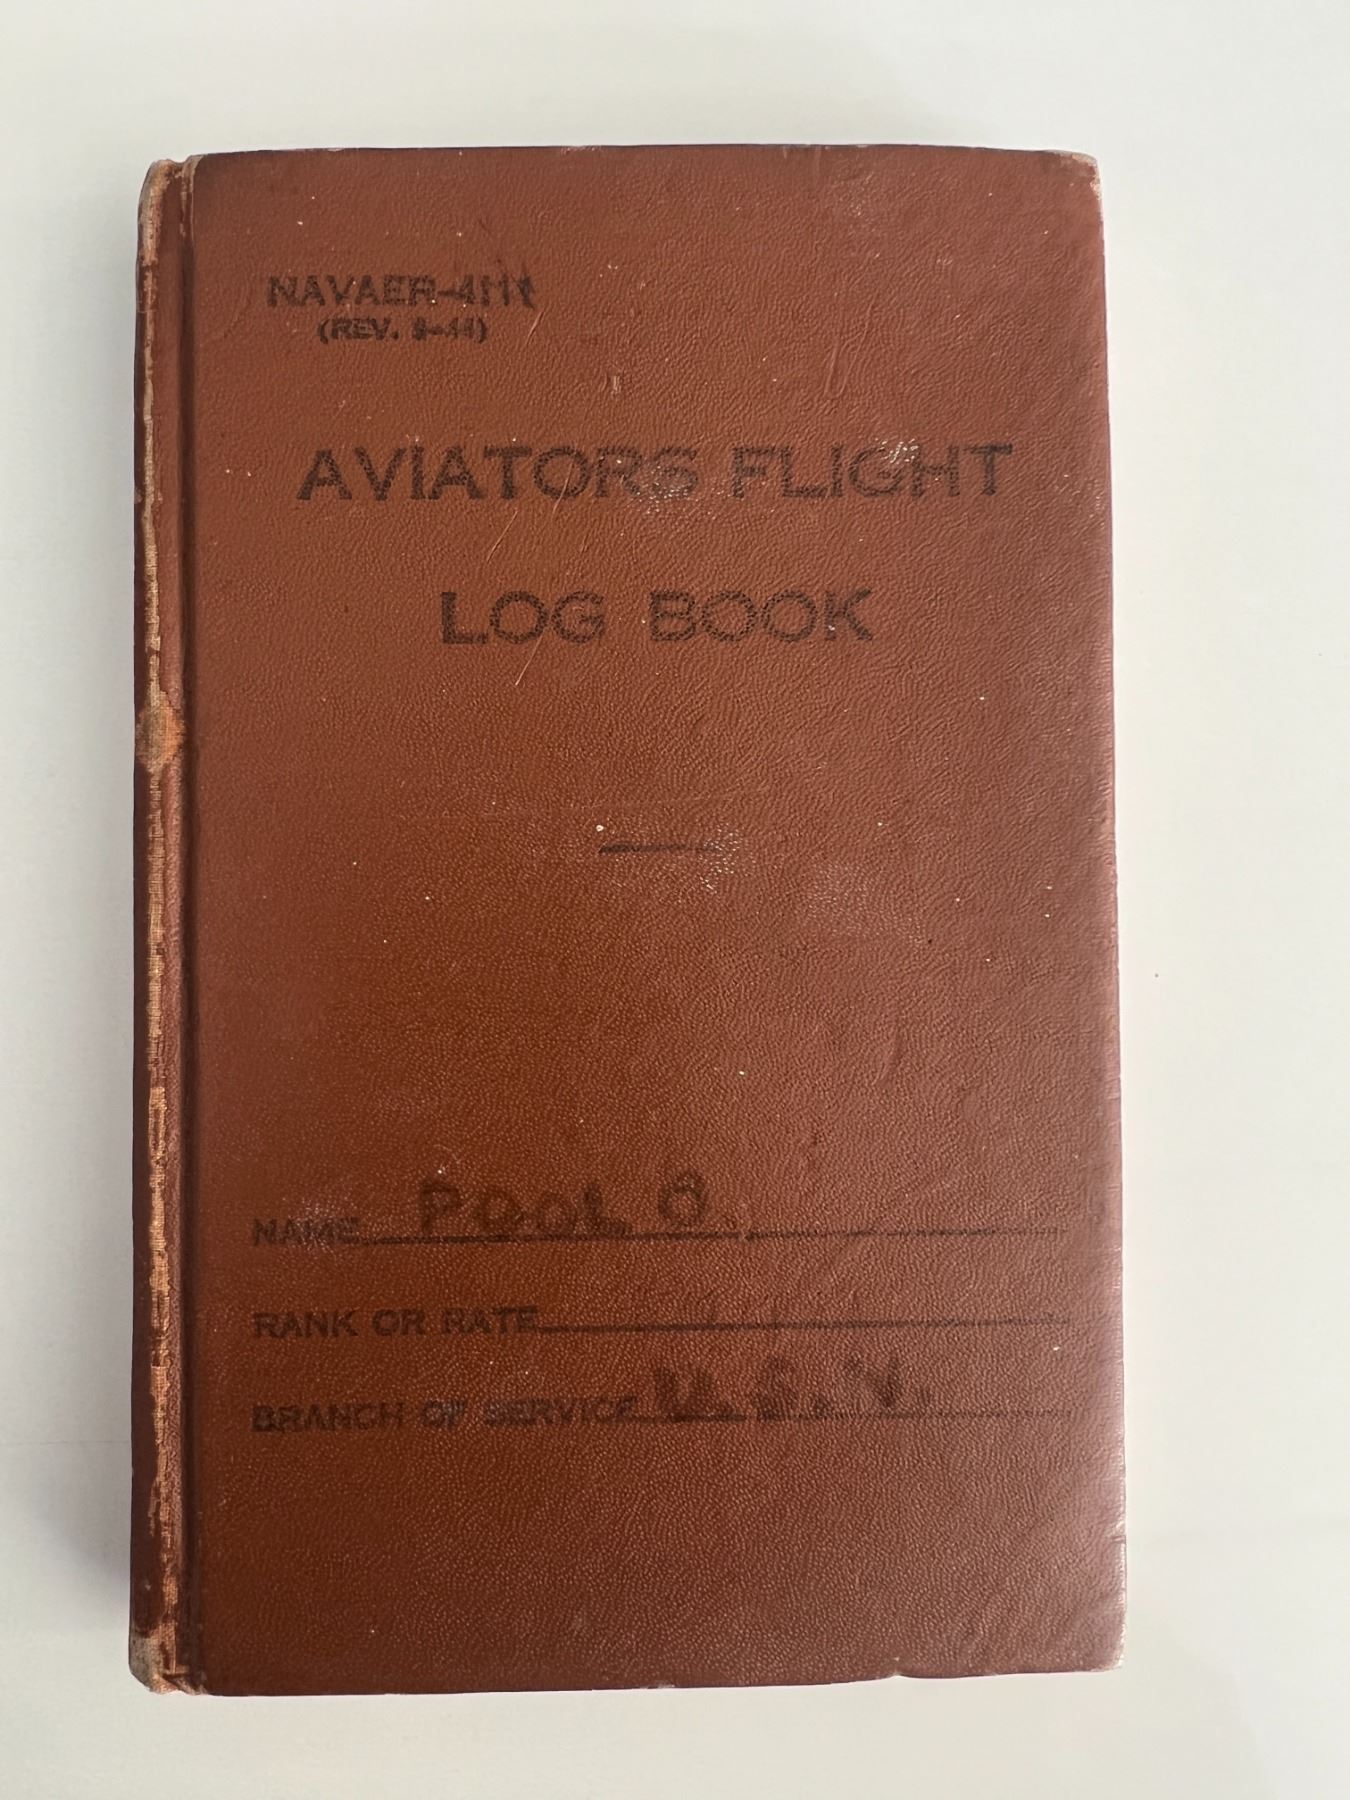 NAVAER-4111
(REV. 8-44)
AVIATORS FLIGHT
LOG BOOK
NAME POOL O.
RANK OR RATE
BRANCH OF SERVICE U.S.N.